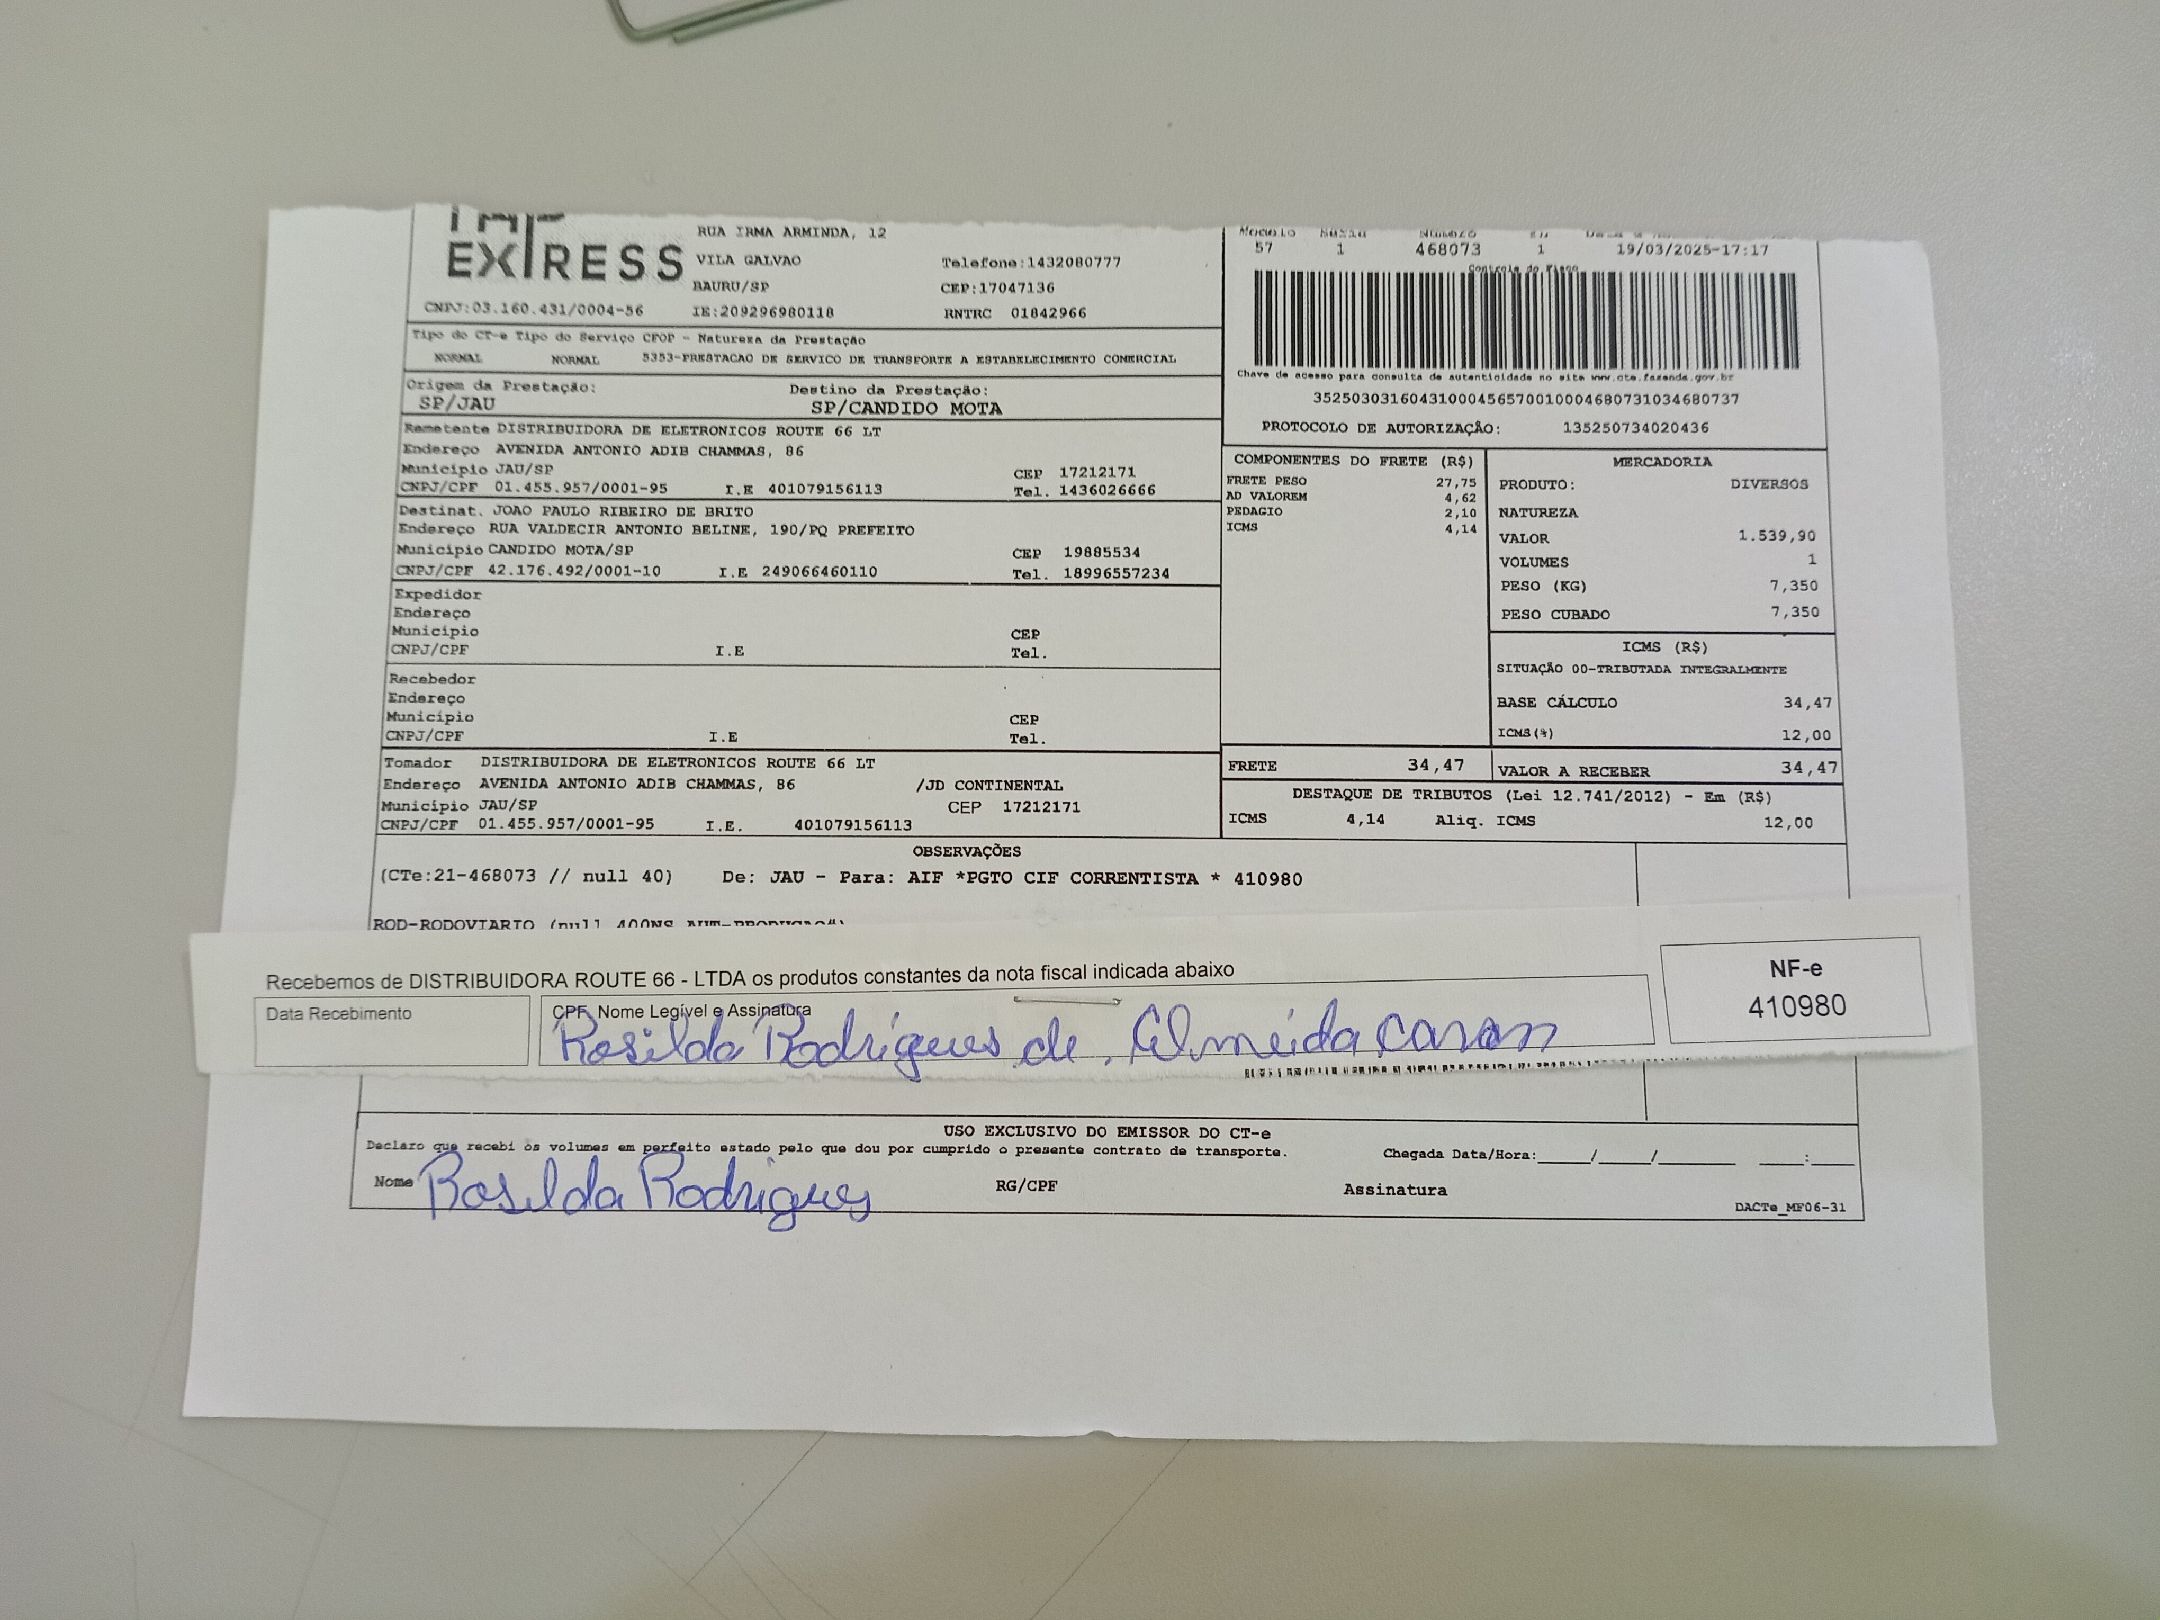 EXPRESS
RUA IRMA ARMINDA, 12
VILA GALVAO Telefone:1432080777
BAURU/SP CEP:17047136
CNPJ:03.160.431/0004-56 IE:209296980118 RNTRC 01842966
57 1 468073 1 19/03/2025-17:17
Controle do Fisco
Chave de acesso para consulta de autenticidade no site www.cte.fazenda.gov.br
35250303160431000456570010004680731034680737
PROTOCOLO DE AUTORIZAÇÃO: 135250734020436
Tipo do CT-e Tipo do Serviço CFOP - Natureza da Prestação
NORMAL NORMAL 5353-PRESTACAO DE SERVICO DE TRANSPORTE A ESTABELECIMENTO COMERCIAL
Origem da Prestação: Destino da Prestação:
SP/JAU SP/CANDIDO MOTA
Remetente DISTRIBUIDORA DE ELETRONICOS ROUTE 66 LT
Endereço AVENIDA ANTONIO ADIB CHAMMAS, 86
Município JAU/SP CEP 17212171
CNPJ/CPF 01.455.957/0001-95 I.E 401079156113 Tel. 1436026666
Destinat. JOAO PAULO RIBEIRO DE BRITO
Endereço RUA VALDECIR ANTONIO BELINE, 190/PQ PREFEITO
Município CANDIDO MOTA/SP CEP 19885534
CNPJ/CPF 42.176.492/0001-10 I.E 249066460110 Tel. 18996557234
Expedidor
Endereço
Município CEP
CNPJ/CPF I.E Tel.
Recebedor
Endereço
Município CEP
CNPJ/CPF I.E Tel.
Tomador DISTRIBUIDORA DE ELETRONICOS ROUTE 66 LT
Endereço AVENIDA ANTONIO ADIB CHAMMAS, 86 /JD CONTINENTAL
Município JAU/SP CEP 17212171
CNPJ/CPF 01.455.957/0001-95 I.E. 401079156113
COMPONENTES DO FRETE (R$)
FRETE PESO 27,75
AD VALOREM 4,62
PEDAGIO 2,10
ICMS 4,14
MERCADORIA
PRODUTO: DIVERSOS
NATUREZA
VALOR 1.539,90
VOLUMES 1
PESO (KG) 7,350
PESO CUBADO 7,350
ICMS (R$)
SITUAÇÃO 00-TRIBUTADA INTEGRALMENTE
BASE CÁLCULO 34,47
ICMS(%) 12,00
FRETE 34,47 VALOR A RECEBER 34,47
DESTAQUE DE TRIBUTOS (Lei 12.741/2012) - Em (R$)
ICMS 4,14 Aliq. ICMS 12,00
OBSERVAÇÕES
(CTe:21-468073 // null 40) De: JAU - Para: AIF *PGTO CIF CORRENTISTA * 410980
ROD-RODOVIARIO (null
Recebemos de DISTRIBUIDORA ROUTE 66 - LTDA os produtos constantes da nota fiscal indicada abaixo
Data Recebimento
CPF, Nome Legível e Assinatura
Rosilda Rodrigues de Almeida
NF-e
410980
USO EXCLUSIVO DO EMISSOR DO CT-e
Declaro que recebi os volumes em perfeito estado pelo que dou por cumprido o presente contrato de transporte. Chegada Data/Hora:____/____/______ ____:____
Nome Rosilda Rodrigues RG/CPF Assinatura
DACTe_MF06-31